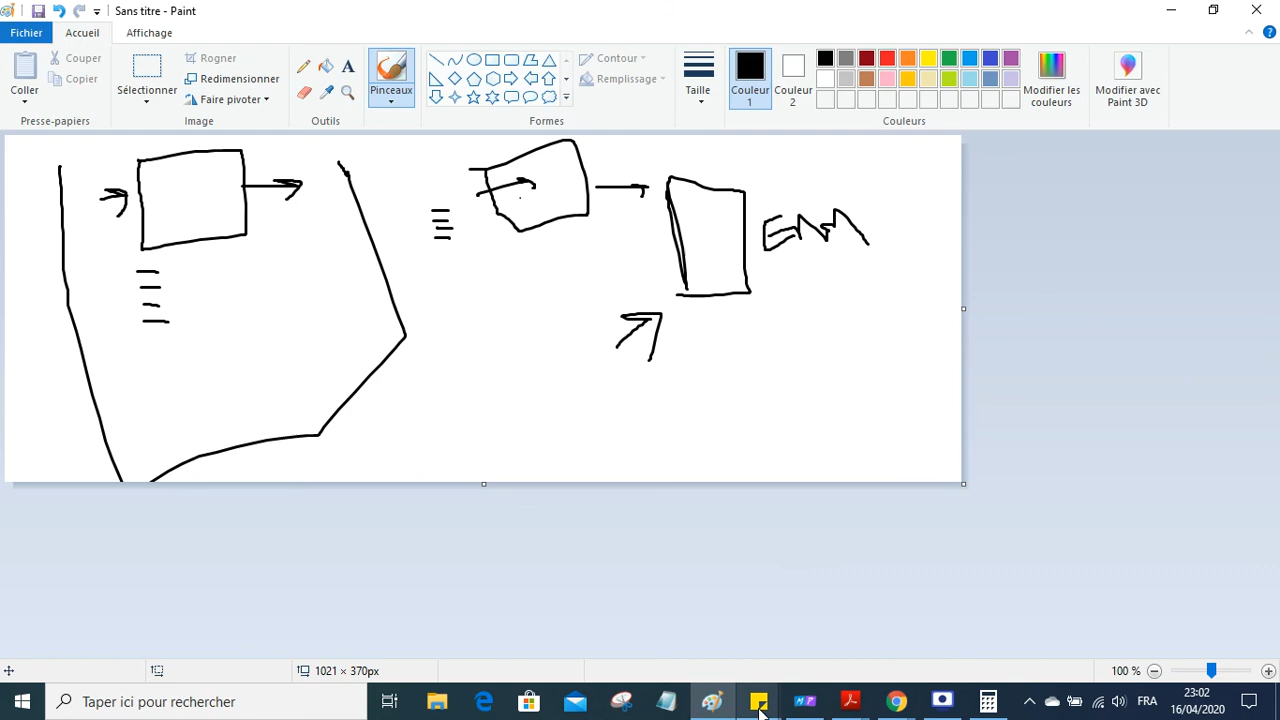 Sans titre - Paint
Fichier
Accueil
Affichage
Coller
Couper
Copier
Presse-papiers
Sélectionner
Rogner
Redimensionner
Faire pivoter
Image
A
Outils
Pinceaux
Contour
Remplissage
Formes
Taille
Couleur 1
Couleur 2
Modifier les couleurs
Couleurs
Modifier avec Paint 3D
1021 × 370px
100 %
Taper ici pour rechercher
FRA
23:02
16/04/2020